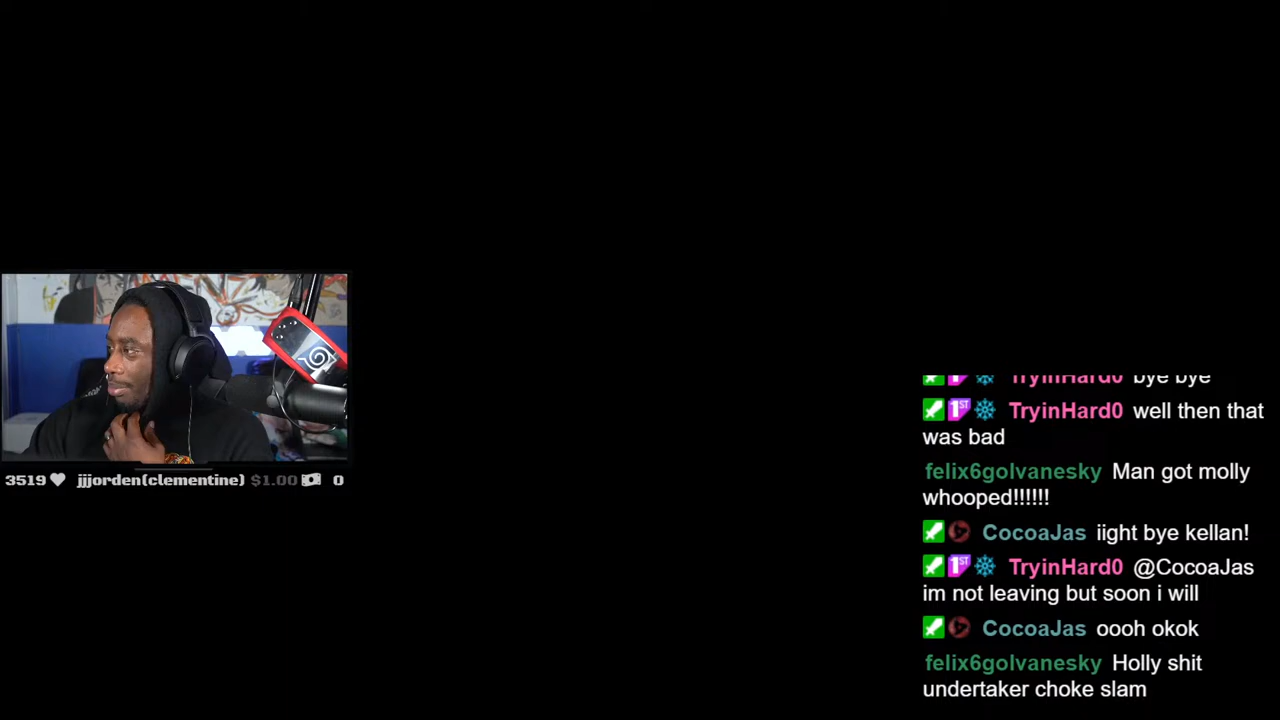 TryinHard0 bye bye
1ST TryinHard0 well then that
was bad
felix6golvanesky Man got molly
whooped!!!!!!
CocoaJas iight bye kellan!
1ST TryinHard0 @CocoaJas
im not leaving but soon i will
CocoaJas oooh okok
felix6golvanesky Holly shit
undertaker choke slam
3519 jjjorden(clementine) $1.00 0